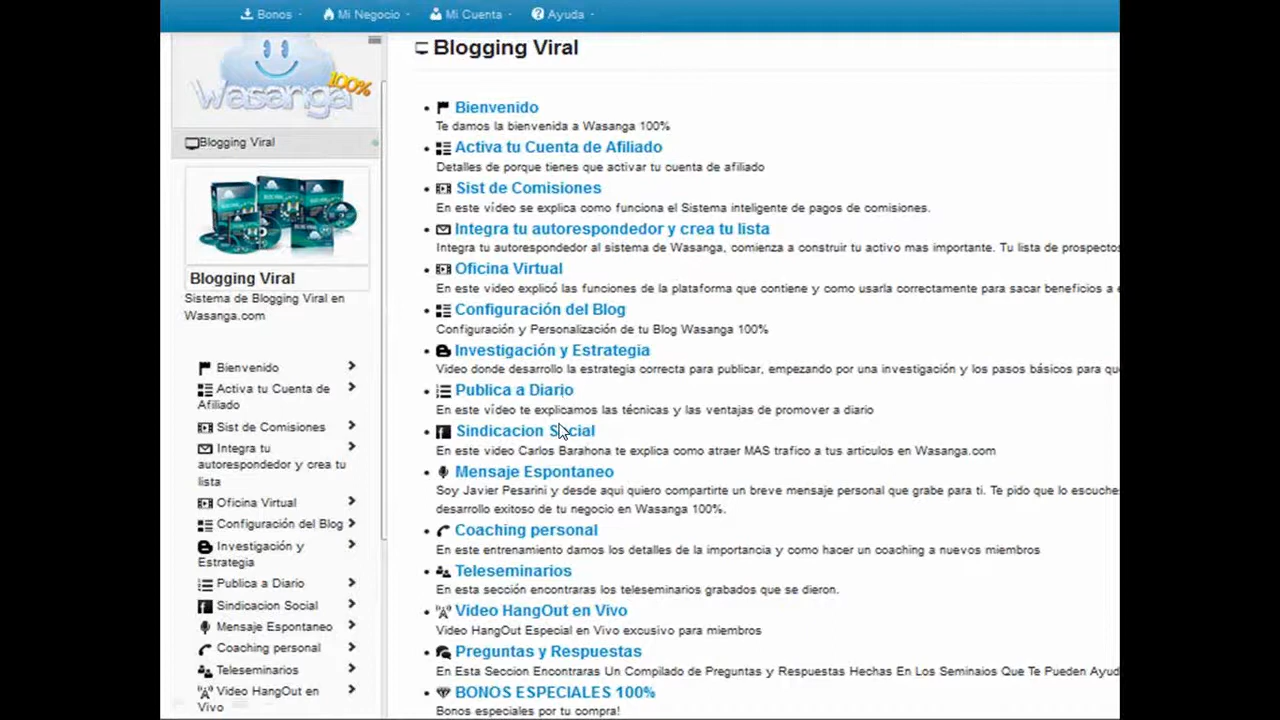 Bonos
Mi Negocio
Mi Cuenta
Ayuda
Wasanga 100%
Blogging Viral
Blogging Viral
Sistema de Blogging Viral en
Wasanga.com
Bienvenido
Activa tu Cuenta de
Afiliado
Sist de Comisiones
Integra tu
autorespondedor y crea tu
lista
Oficina Virtual
Configuración del Blog
Investigación y
Estrategia
Publica a Diario
Sindicacion Social
Mensaje Espontaneo
Coaching personal
Teleseminarios
Video HangOut en
Vivo
Blogging Viral
Bienvenido
Te damos la bienvenida a Wasanga 100%
Activa tu Cuenta de Afiliado
Detalles de porque tienes que activar tu cuenta de afiliado
Sist de Comisiones
En este vídeo se explica como funciona el Sistema inteligente de pagos de comisiones.
Integra tu autorespondedor y crea tu lista
Integra tu autorespondedor al sistema de Wasanga, comienza a construir tu activo mas importante. Tu lista de prospectos
Oficina Virtual
En este video explicó las funciones de la plataforma que contiene y como usarla correctamente para sacar beneficios a e
Configuración del Blog
Configuración y Personalización de tu Blog Wasanga 100%
Investigación y Estrategia
Video donde desarrollo la estrategia correcta para publicar, empezando por una investigación y los pasos básicos para qu
Publica a Diario
En este vídeo te explicamos las técnicas y las ventajas de promover a diario
Sindicacion Social
En este video Carlos Barahona te explica como atraer MAS trafico a tus articulos en Wasanga.com
Mensaje Espontaneo
Soy Javier Pesarini y desde aqui quiero compartirte un breve mensaje personal que grabe para ti. Te pido que lo escuche
desarrollo exitoso de tu negocio en Wasanga 100%.
Coaching personal
En este entrenamiento damos los detalles de la importancia y como hacer un coaching a nuevos miembros
Teleseminarios
En esta sección encontraras los teleseminarios grabados que se dieron.
Video HangOut en Vivo
Video HangOut Especial en Vivo excusivo para miembros
Preguntas y Respuestas
En Esta Seccion Encontraras Un Compilado de Preguntas y Respuestas Hechas En Los Seminaios Que Te Pueden Ayud
BONOS ESPECIALES 100%
Bonos especiales por tu compra!